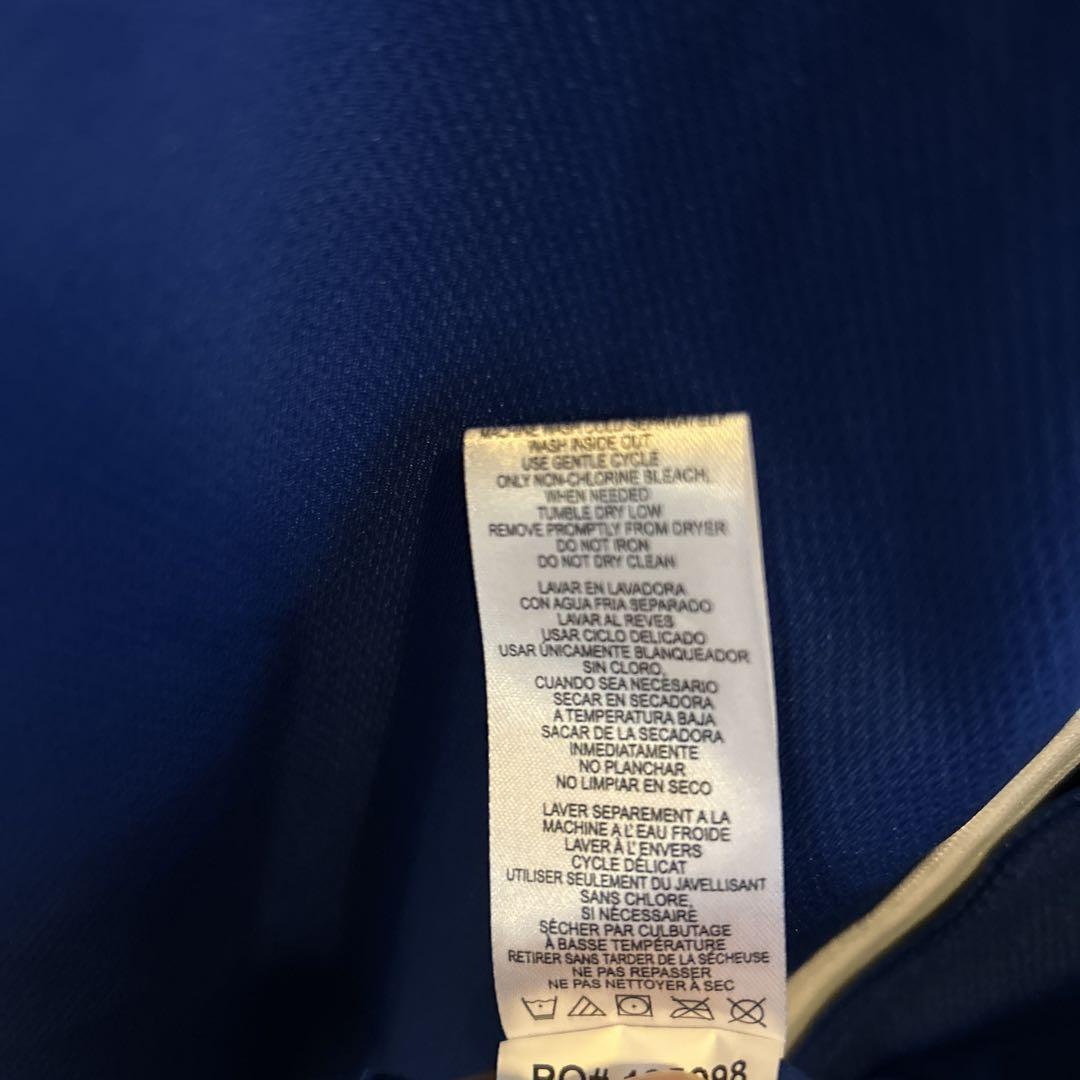 MACHINE WASH COLD SEPARATELY
WASH INSIDE OUT
USE GENTLE CYCLE
ONLY NON-CHLORINE BLEACH,
WHEN NEEDED
TUMBLE DRY LOW
REMOVE PROMPTLY FROM DRYER
DO NOT IRON
DO NOT DRY CLEAN
LAVAR EN LAVADORA
CON AGUA FRIA SEPARADO
LAVAR AL REVES
USAR CICLO DELICADO
USAR ÚNICAMENTE BLANQUEADOR
SIN CLORO,
CUANDO SEA NECESARIO
SECAR EN SECADORA
A TEMPERATURA BAJA
SACAR DE LA SECADORA
INMEDIATAMENTE
NO PLANCHAR
NO LIMPIAR EN SECO
LAVER SEPAREMENT A LA
MACHINE A L'EAU FROIDE
LAVER À L'ENVERS
CYCLE DÉLICAT
UTILISER SEULEMENT DU JAVELLISANT
SANS CHLORE,
SI NÉCESSAIRE
SÉCHER PAR CULBUTAGE
À BASSE TEMPÉRATURE
RETIRER SANS TARDER DE LA SÉCHEUSE
NE PAS REPASSER
NE PAS NETTOYER À SEC
PO#